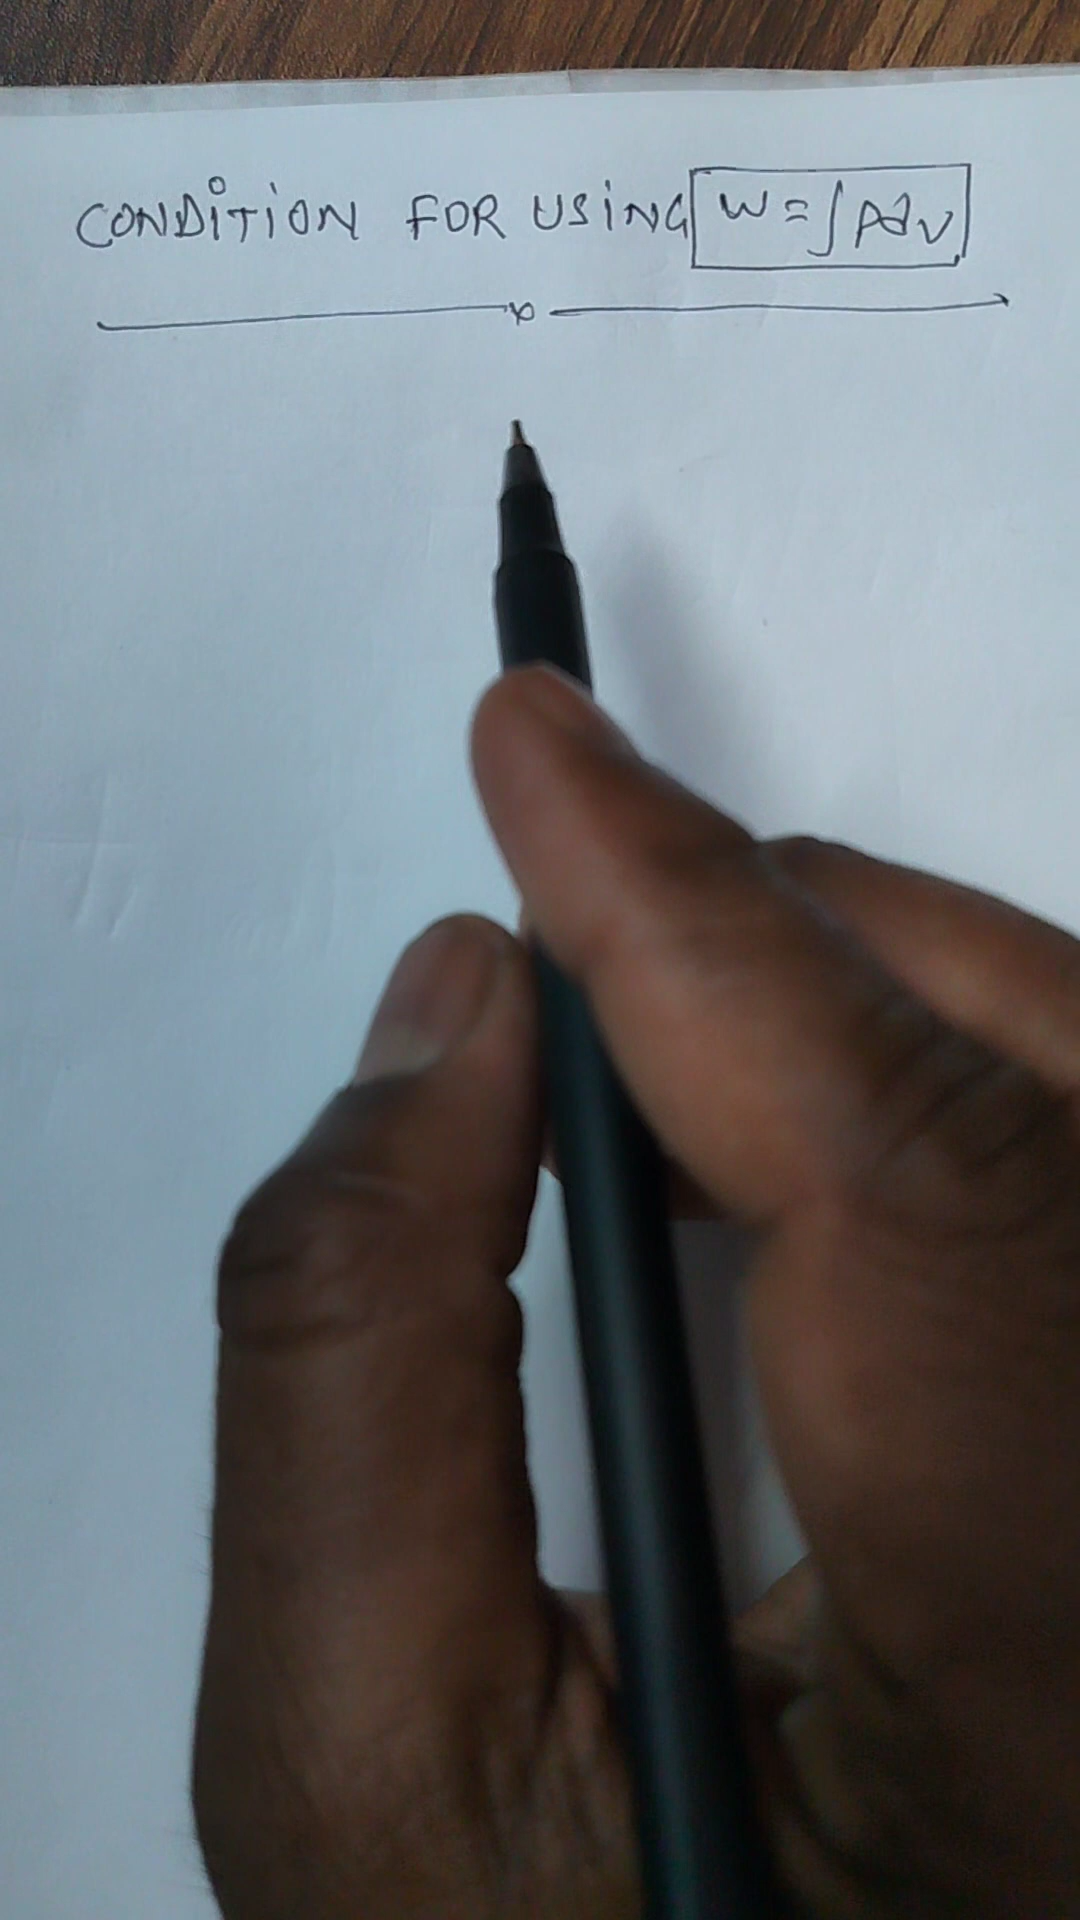 CONDITION FOR USING W = ∫ PdV